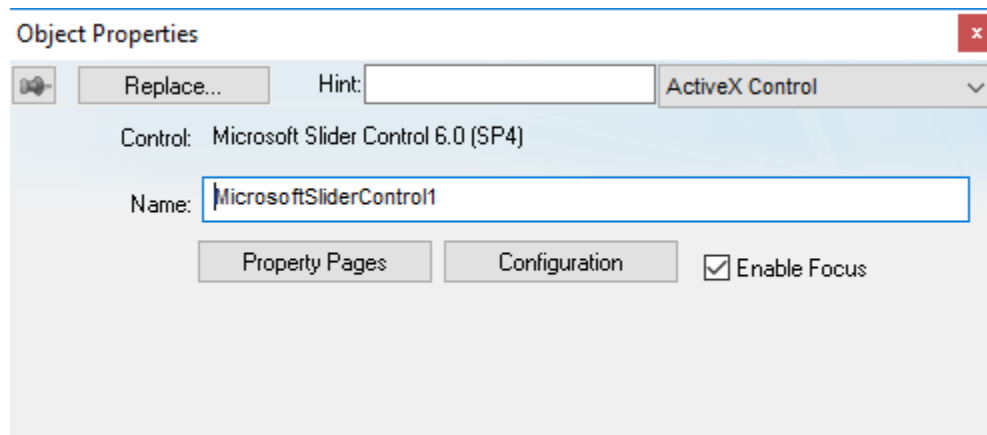 Object Properties
x
Replace... Hint: ActiveX Control
Control: Microsoft Slider Control 6.0 (SP4)
Name: MicrosoftSliderControl1
Property Pages Configuration Enable Focus